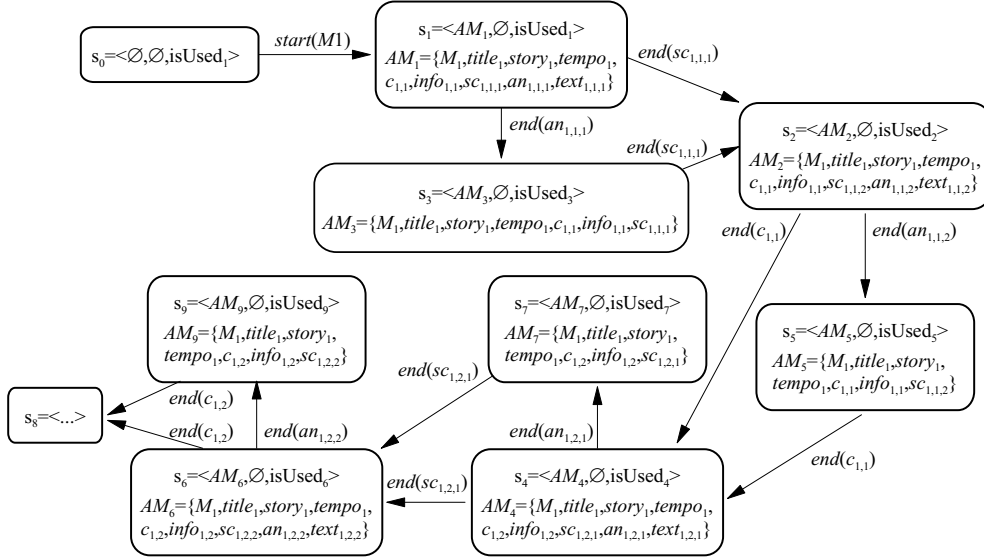 s₀=<∅,∅,isUsed₁>
start(M1)
s₁=<AM₁,∅,isUsed₁>
AM₁={M₁,title₁,story₁,tempo₁,
c₁,₁,info₁,₁,sc₁,₁,₁,an₁,₁,₁,text₁,₁,₁}
end(sc₁,₁,₁)
end(an₁,₁,₁)
s₂=<AM₂,∅,isUsed₂>
AM₂={M₁,title₁,story₁,tempo₁,
c₁,₁,info₁,₁,sc₁,₁,₂,an₁,₁,₂,text₁,₁,₂}
end(sc₁,₁,₁)
s₃=<AM₃,∅,isUsed₃>
AM₃={M₁,title₁,story₁,tempo₁,c₁,₁,info₁,₁,sc₁,₁,₁}
end(c₁,₁)
end(an₁,₁,₂)
s₉=<AM₉,∅,isUsed₉>
AM₉={M₁,title₁,story₁,
tempo₁,c₁,₂,info₁,₂,sc₁,₂,₂}
s₇=<AM₇,∅,isUsed₇>
AM₇={M₁,title₁,story₁,
tempo₁,c₁,₂,info₁,₂,sc₁,₂,₁}
s₅=<AM₅,∅,isUsed₅>
AM₅={M₁,title₁,story₁,
tempo₁,c₁,₁,info₁,₁,sc₁,₁,₂}
end(sc₁,₂,₁)
s₈=<...>
end(c₁,₂)
end(c₁,₂)
end(an₁,₂,₂)
end(an₁,₂,₁)
end(c₁,₁)
s₆=<AM₆,∅,isUsed₆>
AM₆={M₁,title₁,story₁,tempo₁,
c₁,₂,info₁,₂,sc₁,₂,₂,an₁,₂,₂,text₁,₂,₂}
end(sc₁,₂,₁)
s₄=<AM₄,∅,isUsed₄>
AM₄={M₁,title₁,story₁,tempo₁,
c₁,₂,info₁,₂,sc₁,₂,₁,an₁,₂,₁,text₁,₂,₁}